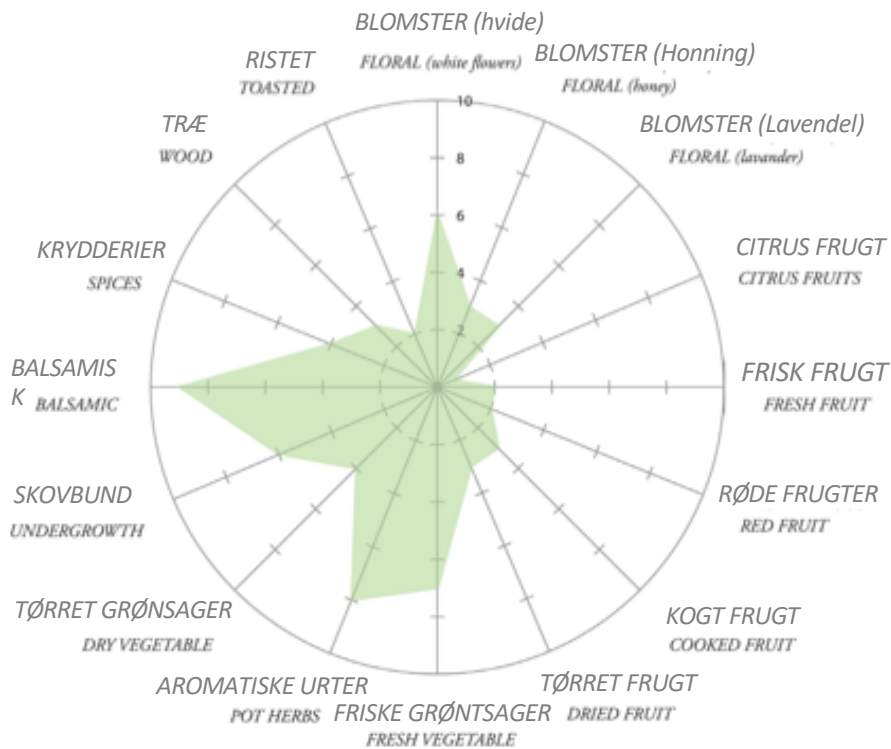 BLOMSTER (hvide)
FLORAL (white flowers)
BLOMSTER (Honning)
FLORAL (honey)
BLOMSTER (Lavendel)
FLORAL (lavander)
CITRUS FRUGT
CITRUS FRUITS
FRISK FRUGT
FRESH FRUIT
RØDE FRUGTER
RED FRUIT
KOGT FRUGT
COOKED FRUIT
TØRRET FRUGT
DRIED FRUIT
FRISKE GRØNTSAGER
FRESH VEGETABLE
AROMATISKE URTER
POT HERBS
TØRRET GRØNSAGER
DRY VEGETABLE
SKOVBUND
UNDERGROWTH
BALSAMIS
K
BALSAMIC
KRYDDERIER
SPICES
TRÆ
WOOD
RISTET
TOASTED
10
8
6
4
2